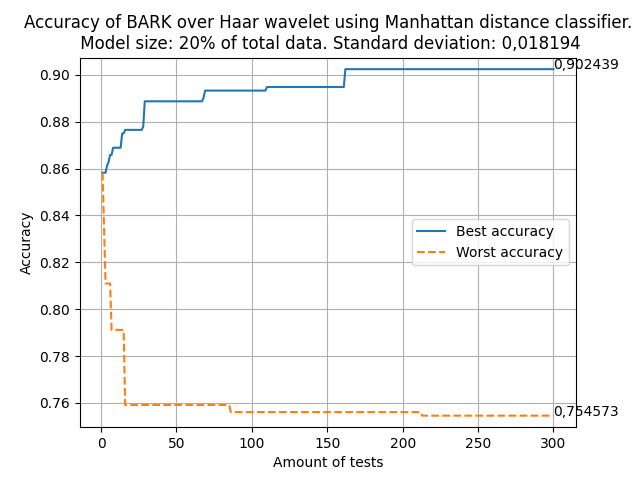 Accuracy of BARK over Haar wavelet using Manhattan distance classifier.
Model size: 20% of total data. Standard deviation: 0,018194
0,902439
0.90
0.88
0.86
0.84
0.82
0.80
0.78
0.76
Accuracy
Best accuracy
Worst accuracy
0,754573
0 50 100 150 200 250 300
Amount of tests